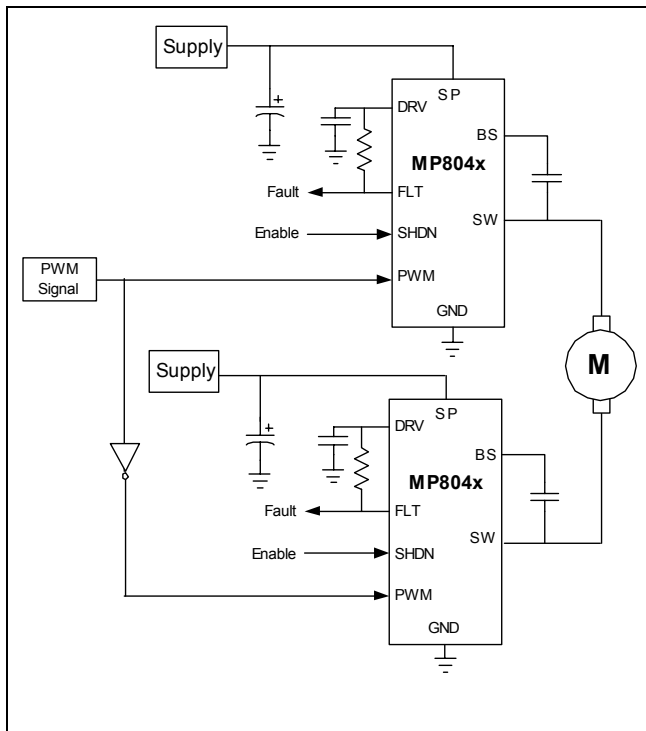 Supply
SP
DRV
BS
MP804x
Fault
FLT
SW
Enable
SHDN
PWM
Signal
PWM
GND
M
Supply
SP
DRV
BS
MP804x
Fault
FLT
SW
Enable
SHDN
PWM
GND
+
+